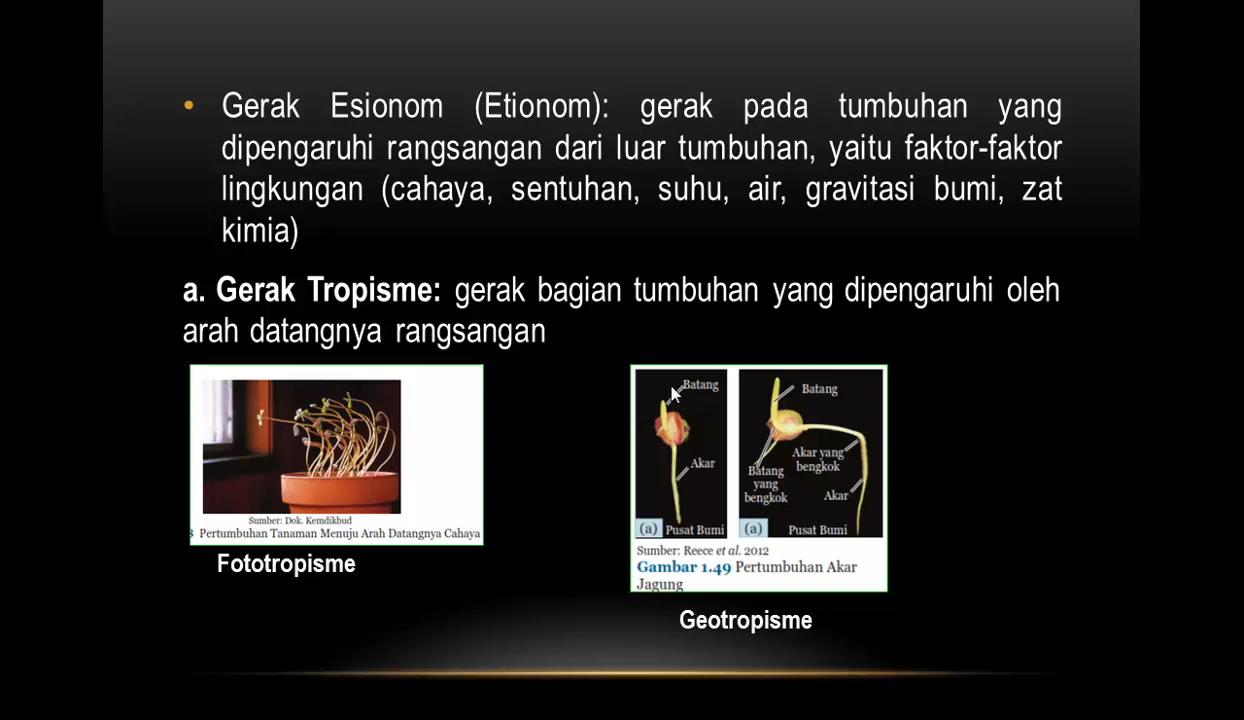 • Gerak Esionom (Etionom): gerak pada tumbuhan yang
dipengaruhi rangsangan dari luar tumbuhan, yaitu faktor-faktor
lingkungan (cahaya, sentuhan, suhu, air, gravitasi bumi, zat
kimia)
a. Gerak Tropisme: gerak bagian tumbuhan yang dipengaruhi oleh
arah datangnya rangsangan
Sumber: Dok. Kemdikbud
Pertumbuhan Tanaman Menuju Arah Datangnya Cahaya
Fototropisme
Batang
Akar
(a) Pusat Bumi
Batang
Akar yang
bengkok
Batang
yang
bengkok
Akar
(a) Pusat Bumi
Sumber: Reece et al. 2012
Gambar 1.49 Pertumbuhan Akar
Jagung
Geotropisme